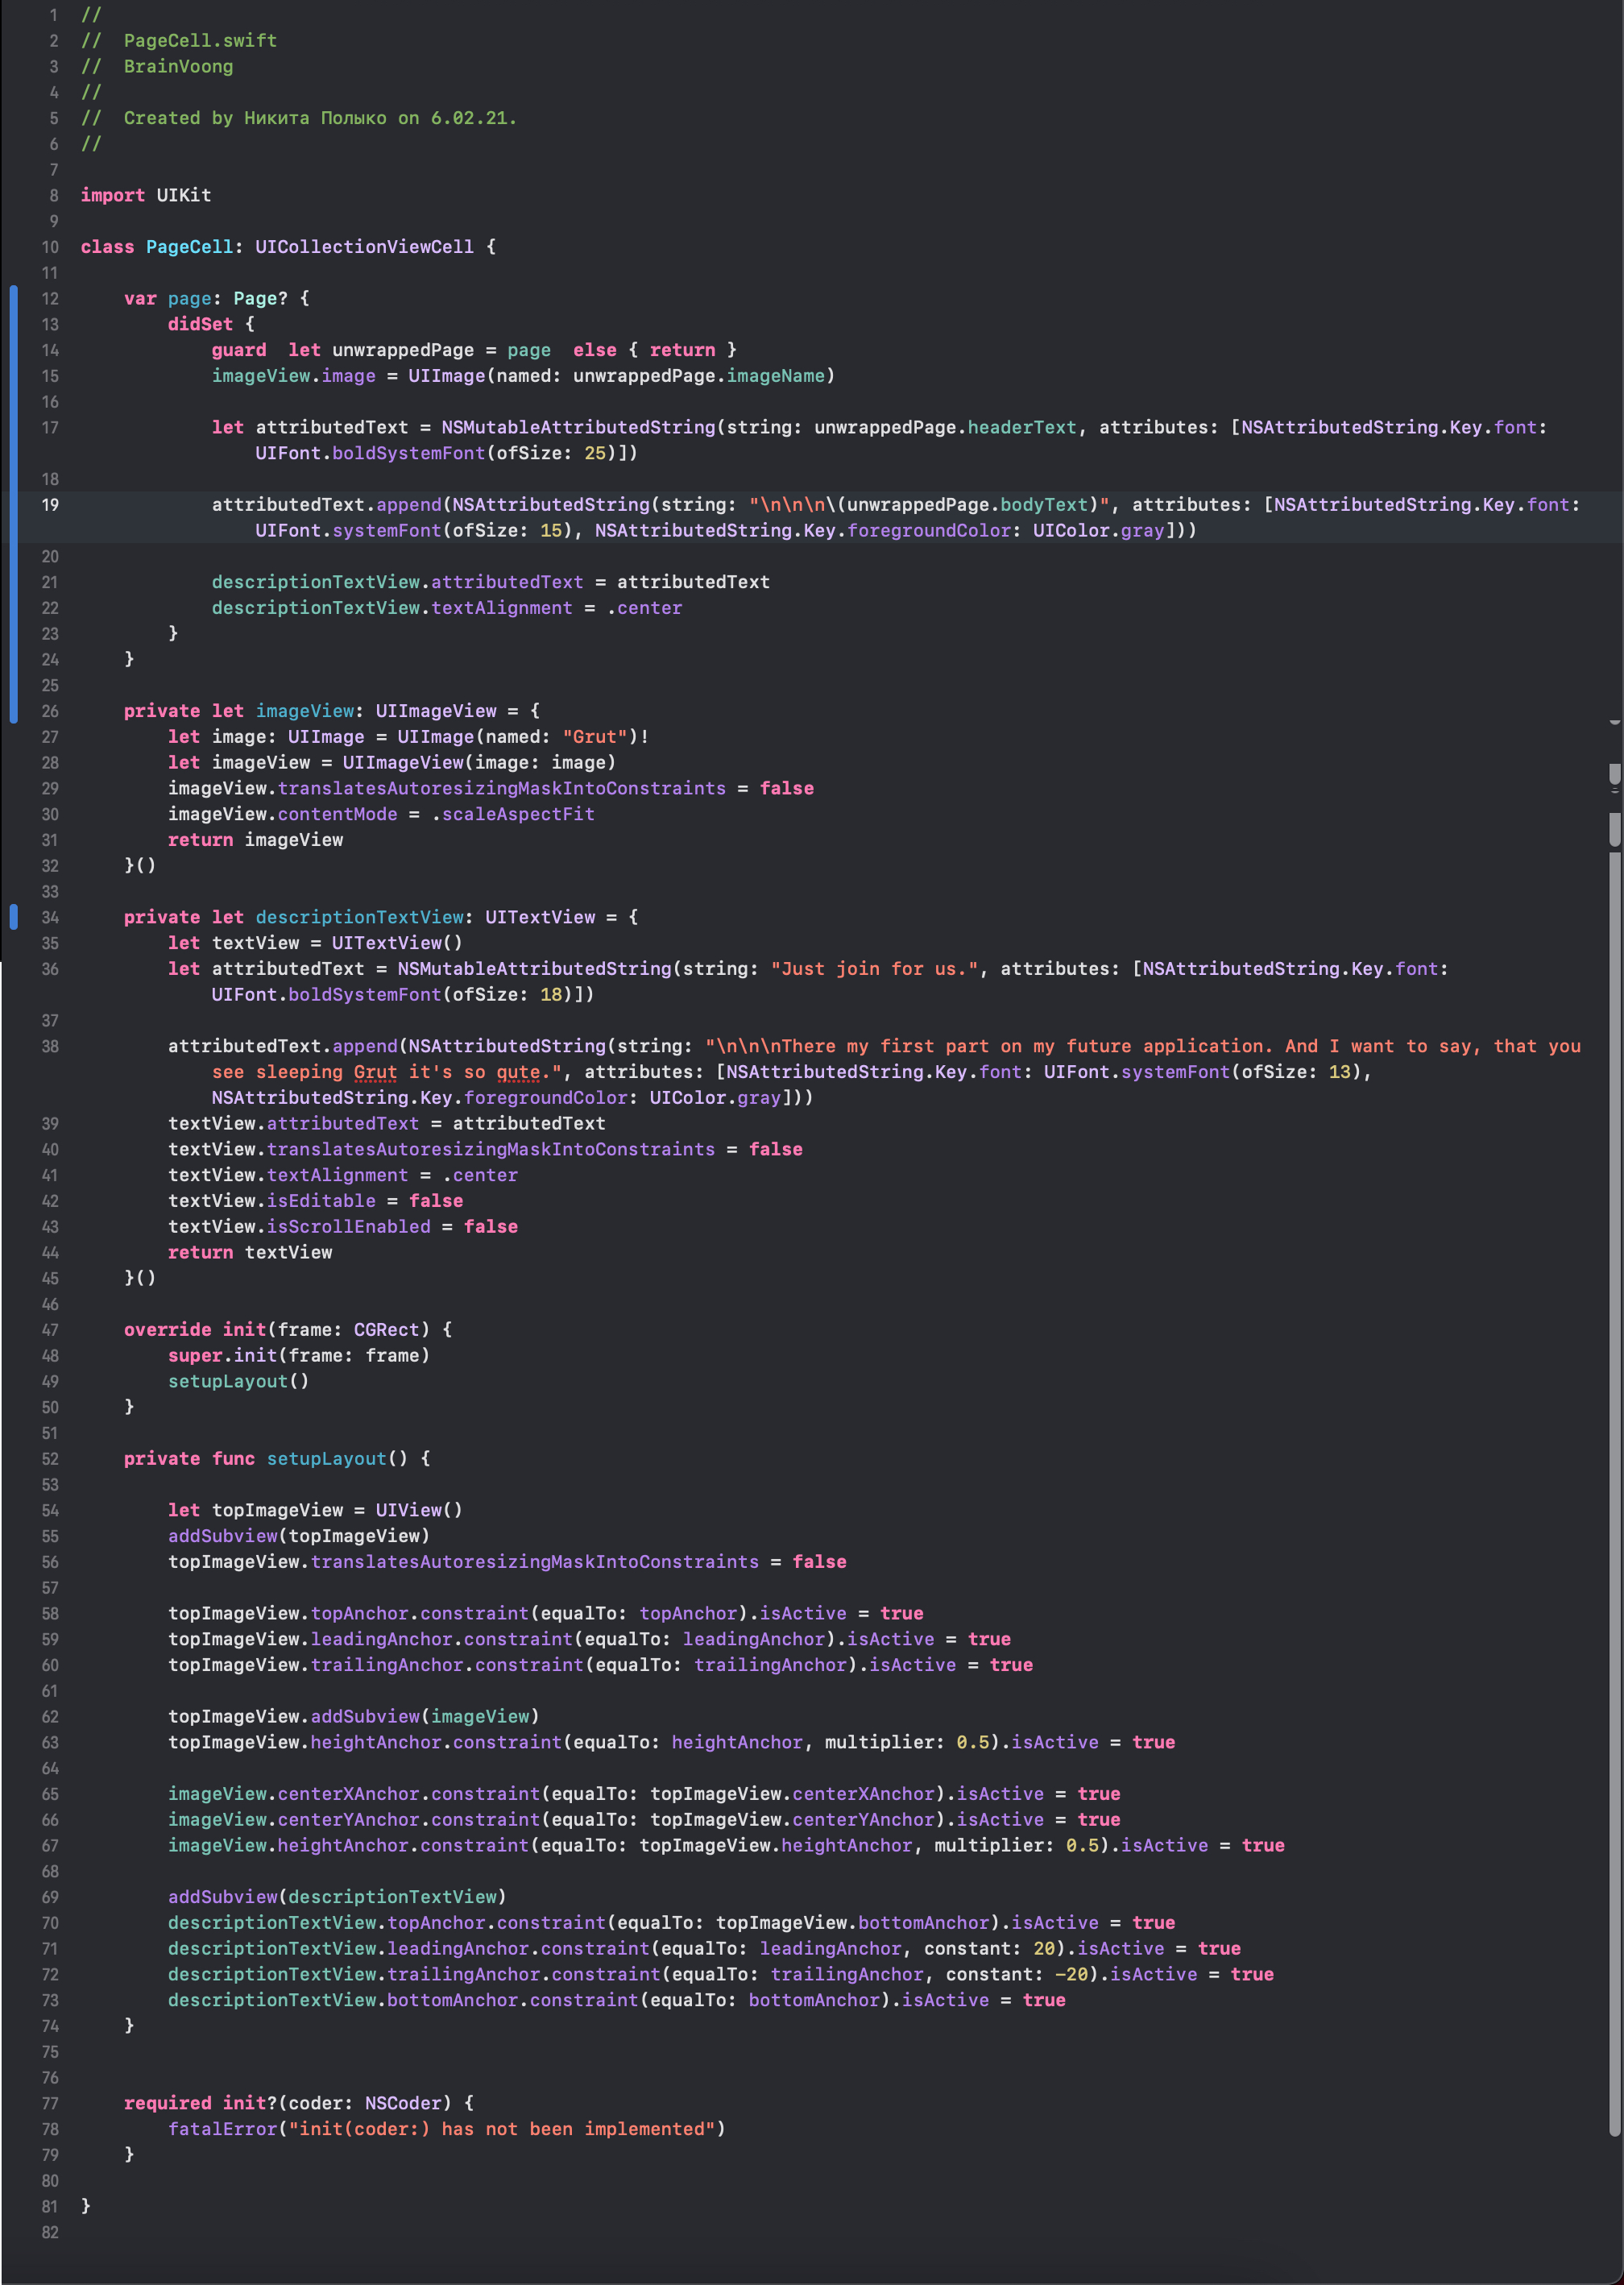 1 //
2 //  PageCell.swift
3 //  BrainVoong
4 //
5 //  Created by Никита Полыко on 6.02.21.
6 //
7
8 import UIKit
9
10 class PageCell: UICollectionViewCell {
11
12     var page: Page? {
13         didSet {
14             guard  let unwrappedPage = page  else { return }
15             imageView.image = UIImage(named: unwrappedPage.imageName)
16
17             let attributedText = NSMutableAttributedString(string: unwrappedPage.headerText, attributes: [NSAttributedString.Key.font:
                UIFont.boldSystemFont(ofSize: 25)])
18
19             attributedText.append(NSAttributedString(string: "\n\n\n\(unwrappedPage.bodyText)", attributes: [NSAttributedString.Key.font:
                UIFont.systemFont(ofSize: 15), NSAttributedString.Key.foregroundColor: UIColor.gray]))
20
21             descriptionTextView.attributedText = attributedText
22             descriptionTextView.textAlignment = .center
23         }
24     }
25
26     private let imageView: UIImageView = {
27         let image: UIImage = UIImage(named: "Grut")!
28         let imageView = UIImageView(image: image)
29         imageView.translatesAutoresizingMaskIntoConstraints = false
30         imageView.contentMode = .scaleAspectFit
31         return imageView
32     }()
33
34     private let descriptionTextView: UITextView = {
35         let textView = UITextView()
36         let attributedText = NSMutableAttributedString(string: "Just join for us.", attributes: [NSAttributedString.Key.font:
            UIFont.boldSystemFont(ofSize: 18)])
37
38         attributedText.append(NSAttributedString(string: "\n\n\nThere my first part on my future application. And I want to say, that you
            see sleeping Grut it's so qute.", attributes: [NSAttributedString.Key.font: UIFont.systemFont(ofSize: 13),
            NSAttributedString.Key.foregroundColor: UIColor.gray]))
39         textView.attributedText = attributedText
40         textView.translatesAutoresizingMaskIntoConstraints = false
41         textView.textAlignment = .center
42         textView.isEditable = false
43         textView.isScrollEnabled = false
44         return textView
45     }()
46
47     override init(frame: CGRect) {
48         super.init(frame: frame)
49         setupLayout()
50     }
51
52     private func setupLayout() {
53
54         let topImageView = UIView()
55         addSubview(topImageView)
56         topImageView.translatesAutoresizingMaskIntoConstraints = false
57
58         topImageView.topAnchor.constraint(equalTo: topAnchor).isActive = true
59         topImageView.leadingAnchor.constraint(equalTo: leadingAnchor).isActive = true
60         topImageView.trailingAnchor.constraint(equalTo: trailingAnchor).isActive = true
61
62         topImageView.addSubview(imageView)
63         topImageView.heightAnchor.constraint(equalTo: heightAnchor, multiplier: 0.5).isActive = true
64
65         imageView.centerXAnchor.constraint(equalTo: topImageView.centerXAnchor).isActive = true
66         imageView.centerYAnchor.constraint(equalTo: topImageView.centerYAnchor).isActive = true
67         imageView.heightAnchor.constraint(equalTo: topImageView.heightAnchor, multiplier: 0.5).isActive = true
68
69         addSubview(descriptionTextView)
70         descriptionTextView.topAnchor.constraint(equalTo: topImageView.bottomAnchor).isActive = true
71         descriptionTextView.leadingAnchor.constraint(equalTo: leadingAnchor, constant: 20).isActive = true
72         descriptionTextView.trailingAnchor.constraint(equalTo: trailingAnchor, constant: -20).isActive = true
73         descriptionTextView.bottomAnchor.constraint(equalTo: bottomAnchor).isActive = true
74     }
75
76
77     required init?(coder: NSCoder) {
78         fatalError("init(coder:) has not been implemented")
79     }
80
81 }
82